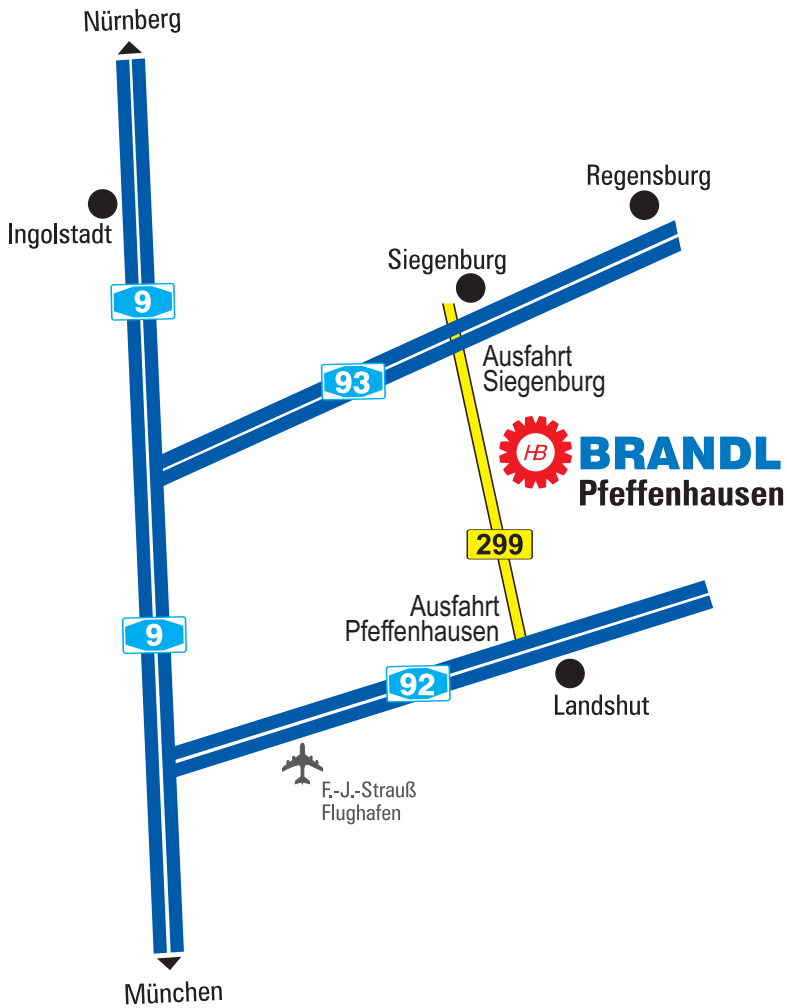 Nürnberg
Regensburg
Ingolstadt
Siegenburg
9
Ausfahrt
Siegenburg
93
HB
BRANDL
Pfeffenhausen
299
Ausfahrt
Pfeffenhausen
9
92
Landshut
F.-J.-Strauß
Flughafen
München